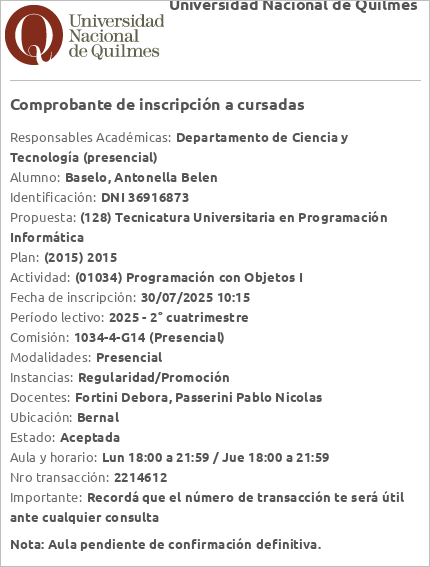 Universidad Nacional de Quilmes
Universidad
Nacional
de Quilmes
Comprobante de inscripción a cursadas
Responsables Académicas: Departamento de Ciencia y
Tecnología (presencial)
Alumno: Baselo, Antonella Belen
Identificación: DNI 36916873
Propuesta: (128) Tecnicatura Universitaria en Programación
Informática
Plan: (2015) 2015
Actividad: (01034) Programación con Objetos I
Fecha de inscripción: 30/07/2025 10:15
Período lectivo: 2025 - 2° cuatrimestre
Comisión: 1034-4-G14 (Presencial)
Modalidades: Presencial
Instancias: Regularidad/Promoción
Docentes: Fortini Debora, Passerini Pablo Nicolas
Ubicación: Bernal
Estado: Aceptada
Aula y horario: Lun 18:00 a 21:59 / Jue 18:00 a 21:59
Nro transacción: 2214612
Importante: Recordá que el número de transacción te será útil
ante cualquier consulta
Nota: Aula pendiente de confirmación definitiva.